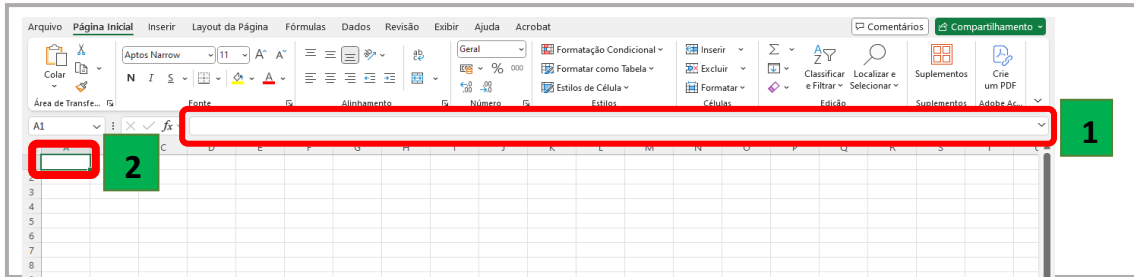 Arquivo Página Inicial Inserir Layout da Página Fórmulas Dados Revisão Exibir Ajuda Acrobat Comentários Compartilhamento
Colar
Aptos Narrow 11 A^ A˅
N I S A
ab
Geral
% 000
Formatação Condicional
Formatar como Tabela
Estilos de Célula
Inserir
Excluir
Formatar
Classificar e Filtrar
Localizar e Selecionar
Suplementos
Crie um PDF
Área de Transfe... Fonte Alinhamento Número Estilos Células Edição Suplementos Adobe Ac...
A1 fx
1
A C D E F G H I J K L M N O P Q R S T
2
2
3
4
5
6
7
8